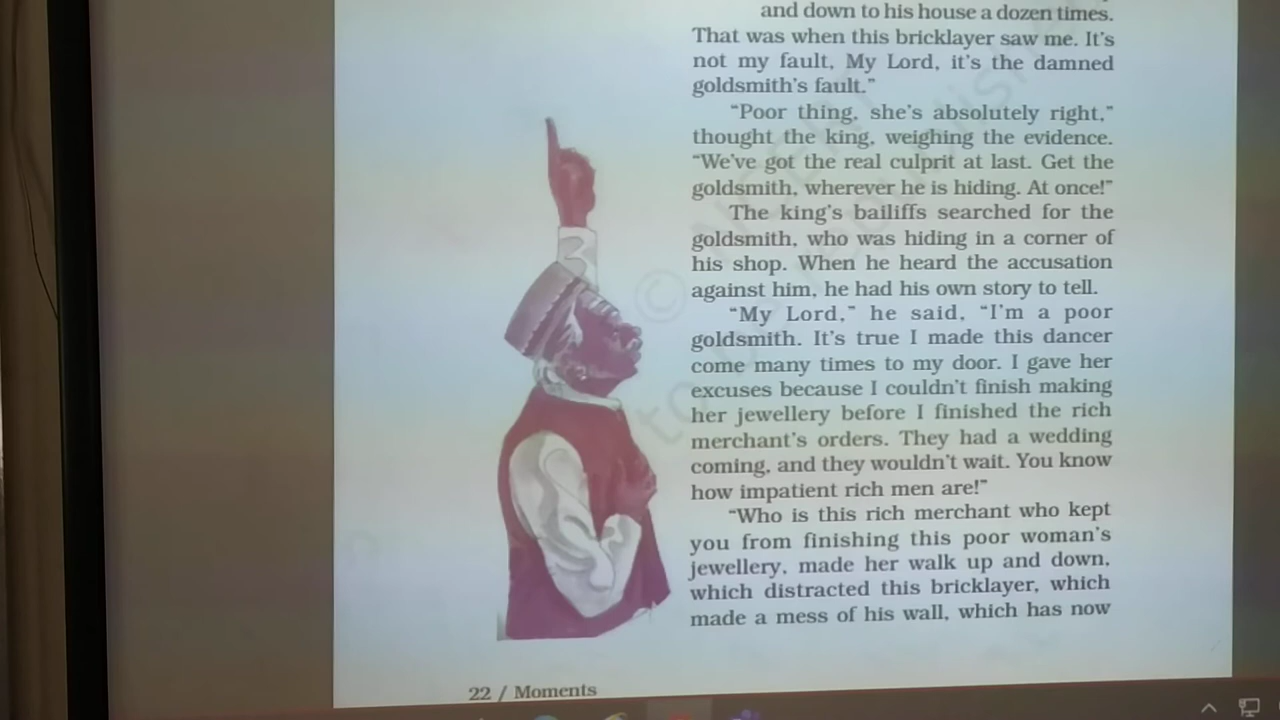 and down to his house a dozen times.
That was when this bricklayer saw me. It's
not my fault, My Lord, it's the damned
goldsmith's fault."
"Poor thing, she's absolutely right,"
thought the king, weighing the evidence.
"We've got the real culprit at last. Get the
goldsmith, wherever he is hiding. At once!"
The king's bailiffs searched for the
goldsmith, who was hiding in a corner of
his shop. When he heard the accusation
against him, he had his own story to tell.
"My Lord," he said, "I'm a poor
goldsmith. It's true I made this dancer
come many times to my door. I gave her
excuses because I couldn't finish making
her jewellery before I finished the rich
merchant's orders. They had a wedding
coming, and they wouldn't wait. You know
how impatient rich men are!"
"Who is this rich merchant who kept
you from finishing this poor woman's
jewellery, made her walk up and down,
which distracted this bricklayer, which
made a mess of his wall, which has now
22 / Moments